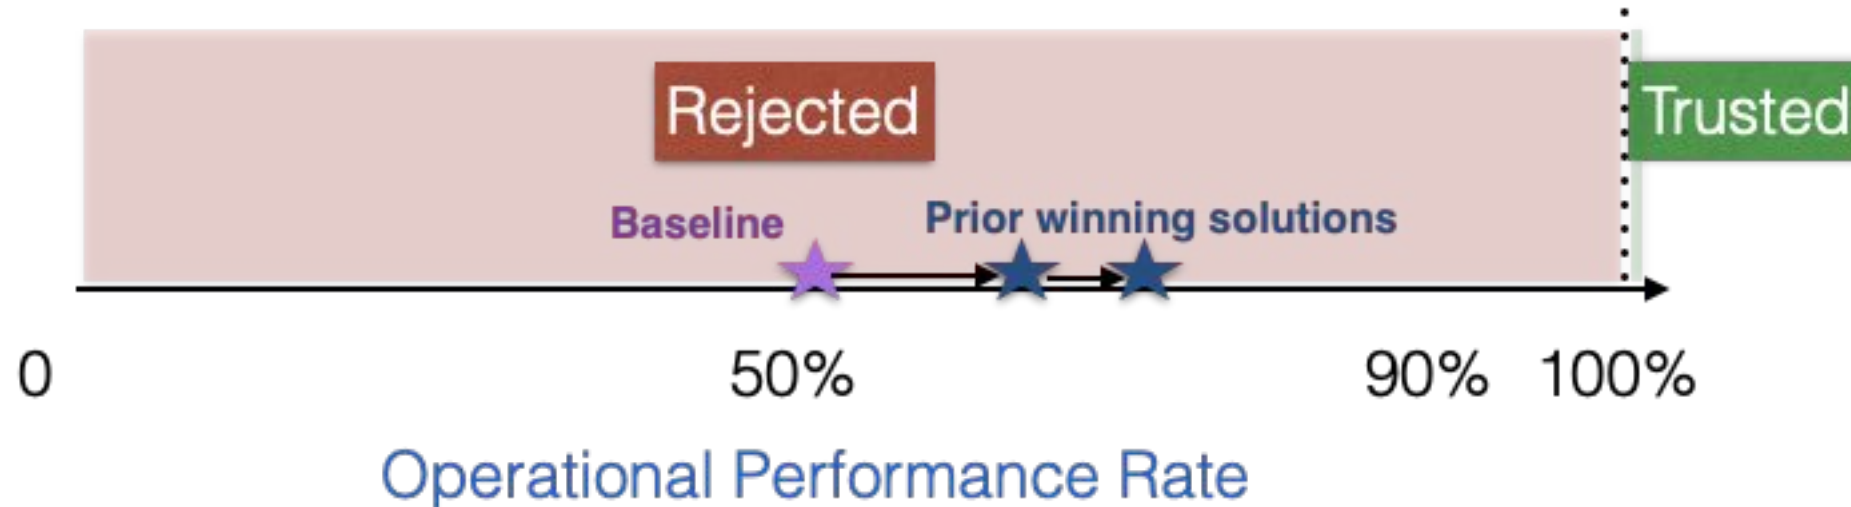 Rejected
Trusted
Baseline
Prior winning solutions
0 50% 90% 100%
Operational Performance Rate